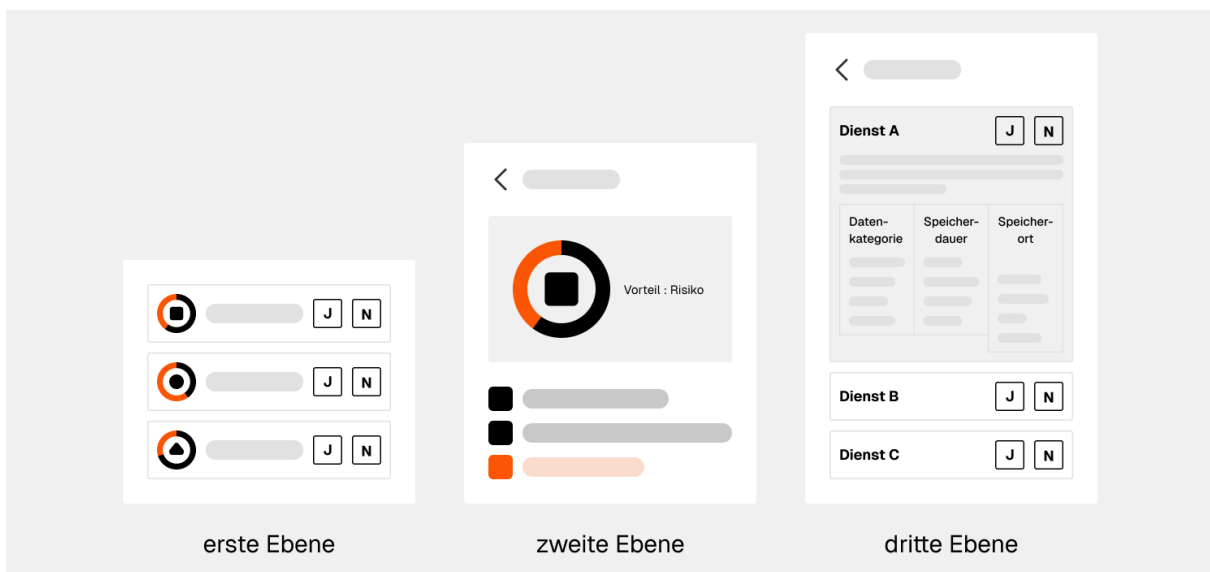 J N
J N
J N
erste Ebene
Vorteil : Risiko
zweite Ebene
Dienst A J N
Daten-
kategorie
Speicher-
dauer
Speicher-
ort
Dienst B J N
Dienst C J N
dritte Ebene